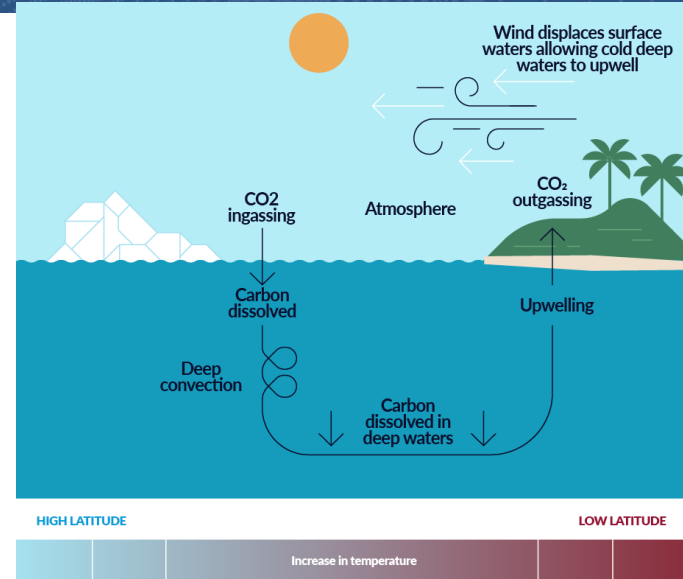 Wind displaces surface
waters allowing cold deep
waters to upwell
CO2
ingassing
Atmosphere
CO₂
outgassing
Carbon
dissolved
Upwelling
Deep
convection
Carbon
dissolved in
deep waters
HIGH LATITUDE
LOW LATITUDE
Increase in temperature